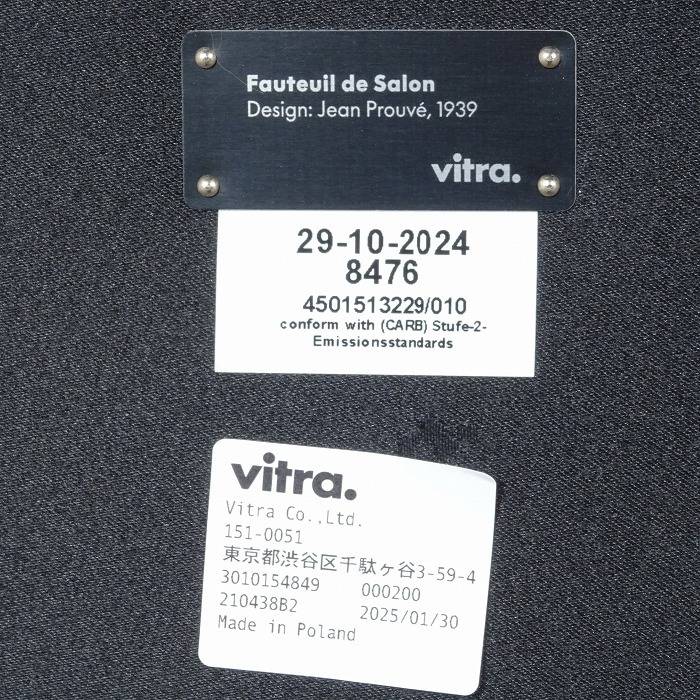 Fauteuil de Salon
Design: Jean Prouvé, 1939
vitra.
29-10-2024
8476
4501513229/010
conform with (CARB) Stufe-2-
Emissionsstandards
vitra.
Vitra Co.,Ltd.
151-0051
東京都渋谷区千駄ヶ谷3-59-4
3010154849 000200
210438B2 2025/01/30
Made in Poland